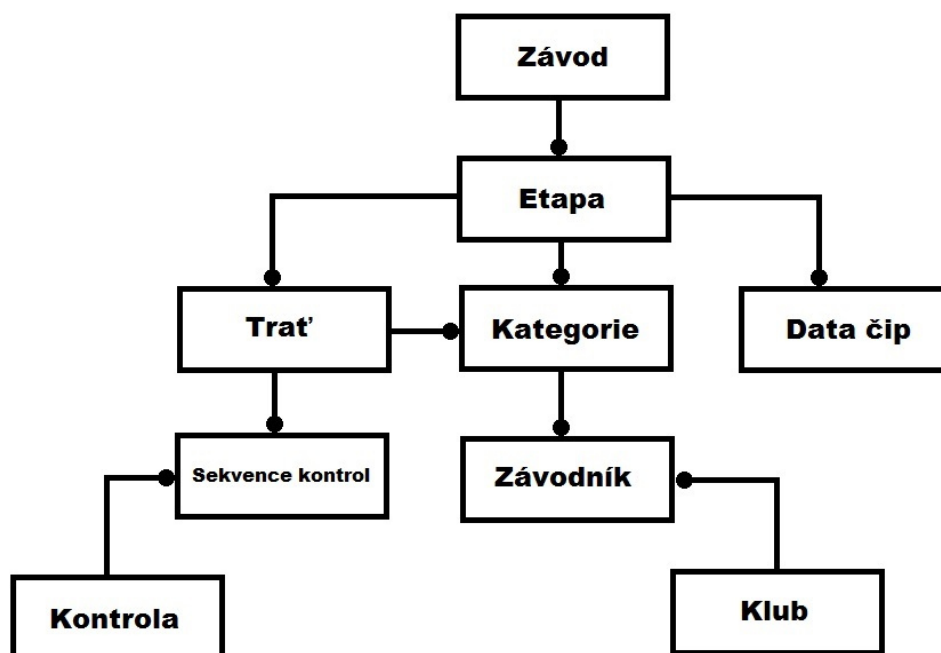 Závod
Etapa
Trať
Kategorie
Data čip
Sekvence kontrol
Závodník
Kontrola
Klub